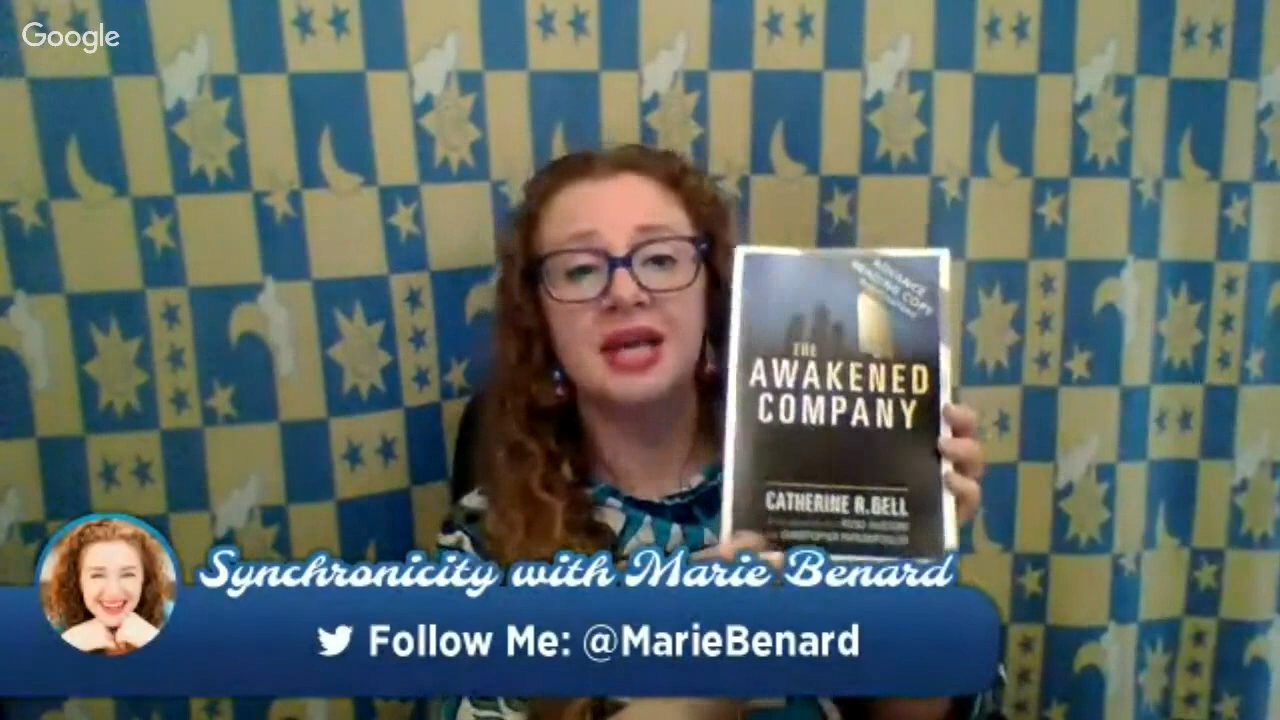 Google
ADVANCE
READING COPY
THE
AWAKENED
COMPANY
CATHERINE R. BELL
Synchronicity with Marie Benard
Follow Me: @MarieBenard